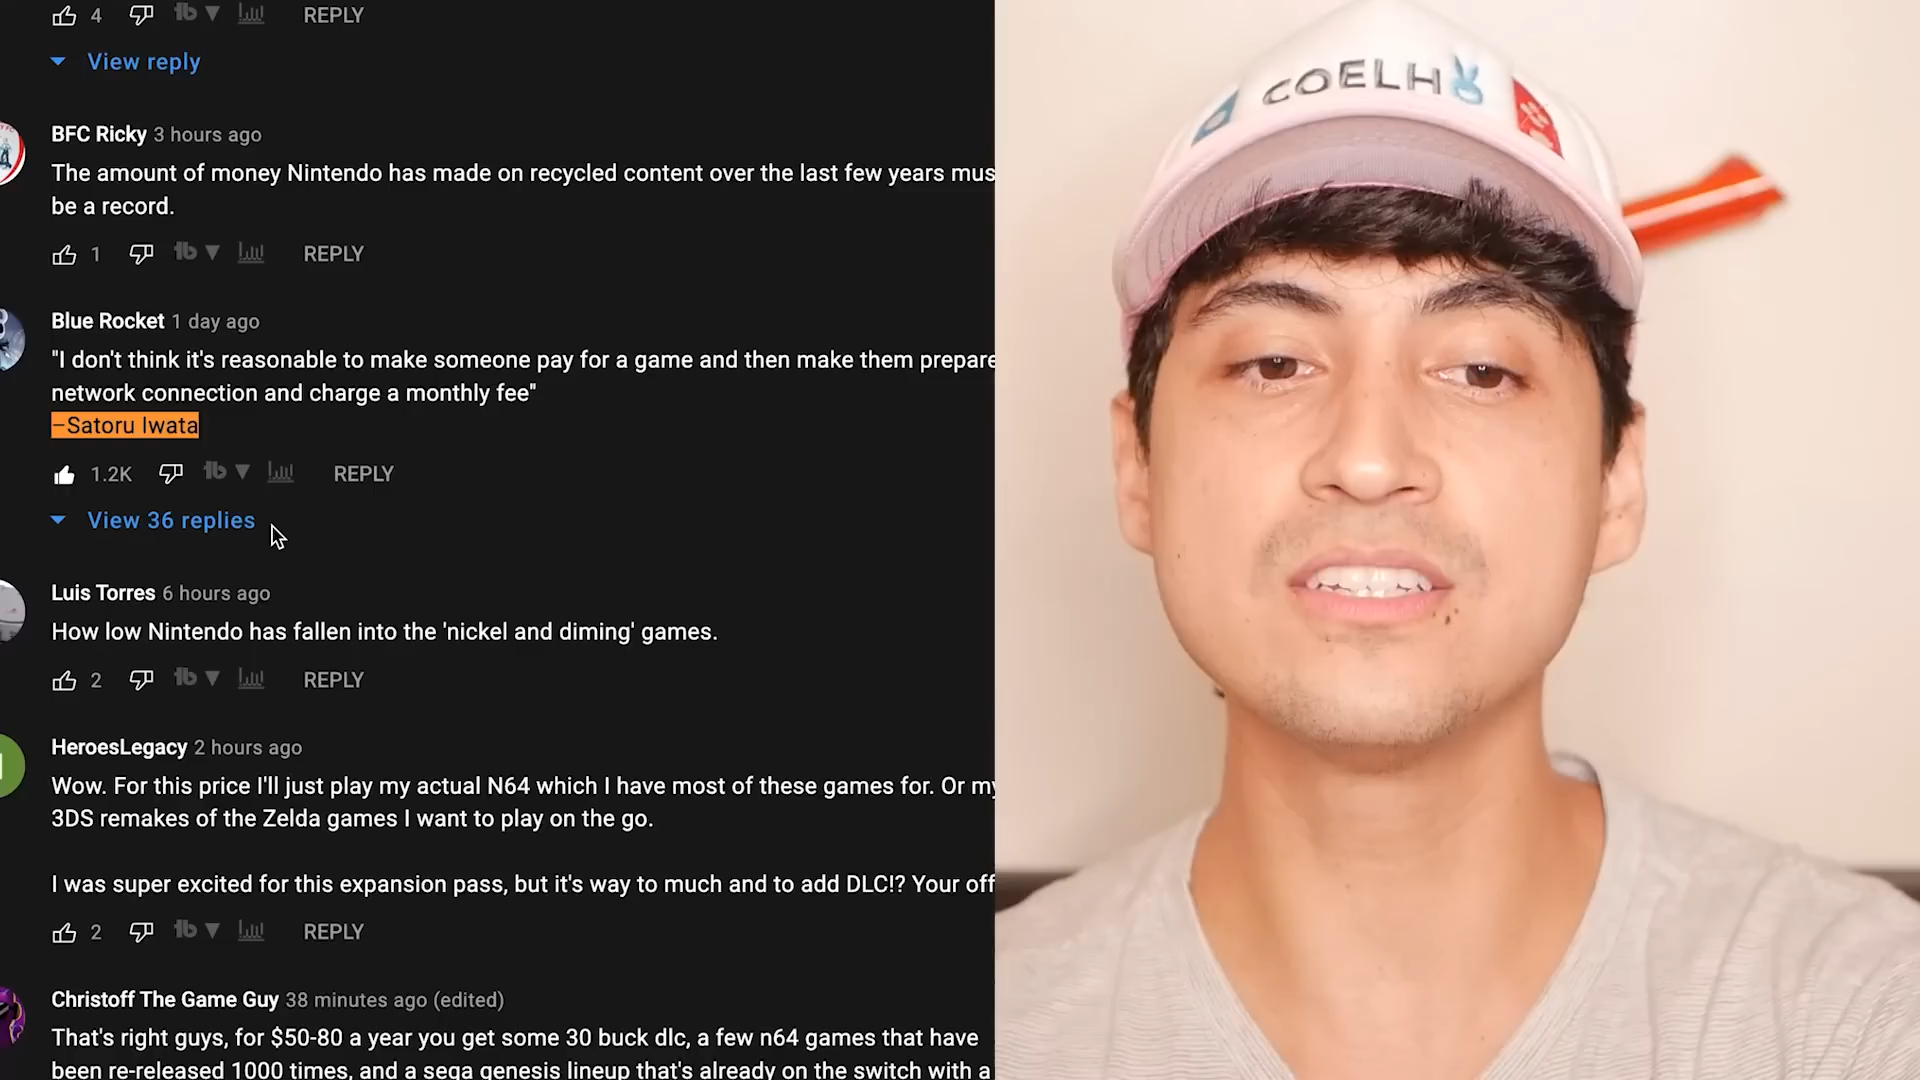 4 REPLY
View reply
BFC Ricky 3 hours ago
The amount of money Nintendo has made on recycled content over the last few years mus
be a record.
1 REPLY
Blue Rocket 1 day ago
"I don't think it's reasonable to make someone pay for a game and then make them prepare
network connection and charge a monthly fee"
–Satoru Iwata
1.2K REPLY
View 36 replies
Luis Torres 6 hours ago
How low Nintendo has fallen into the 'nickel and diming' games.
2 REPLY
HeroesLegacy 2 hours ago
Wow. For this price I'll just play my actual N64 which I have most of these games for. Or my
3DS remakes of the Zelda games I want to play on the go.
I was super excited for this expansion pass, but it's way to much and to add DLC!? Your off
2 REPLY
Christoff The Game Guy 38 minutes ago (edited)
That's right guys, for $50-80 a year you get some 30 buck dlc, a few n64 games that have
been re-released 1000 times, and a sega genesis lineup that's already on the switch with a
COELH